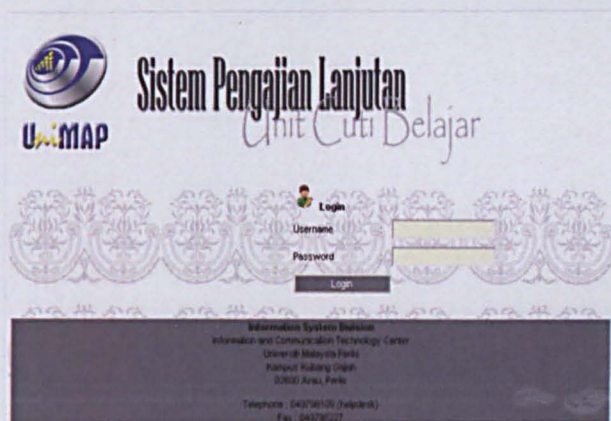 UniMAP
Sistem Pengajian Lanjutan
Unit Cuti Belajar
Login
Username
Password
Login
Information System Division
Information and Communication Technology Center
Universiti Malaysia Perlis
Kampus Kubang Gajah
02600 Arau, Perlis
Telephone : (Helpdesk)
Fax :